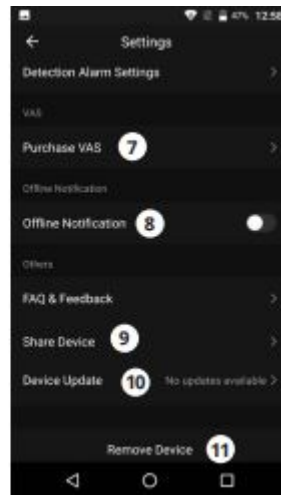 47% 12:58
Settings
Detection Alarm Settings
VAS
Purchase VAS 7
Offline Notification
Offline Notification 8
Others
FAQ & Feedback
Share Device 9
Device Update 10 No updates available
Remove Device 11